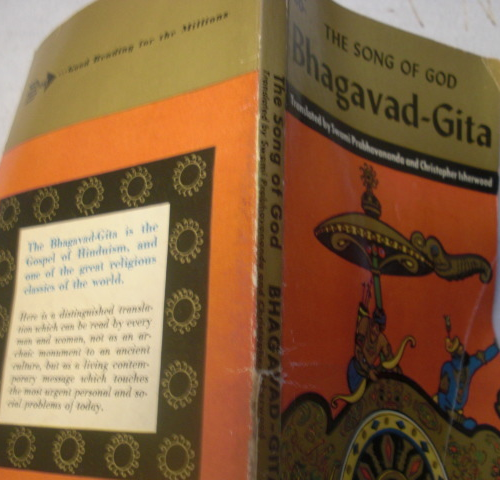 ...Good Reading for the Millions
The Bhagavad-Gita is the
Gospel of Hinduism, and
one of the great religious
classics of the world.
Here is a distinguished transla-
tion which can be read by every
man and woman, not as an ar-
chaic monument to an ancient
culture, but as a living contem-
porary message which touches
the most urgent personal and so-
cial problems of today.
The Song of God BHAGAVAD-GITA
Translated by Swami Prabhavananda
THE SONG OF GOD
Bhagavad-Gita
Translated by Swami Prabhavananda and Christopher Isherwood